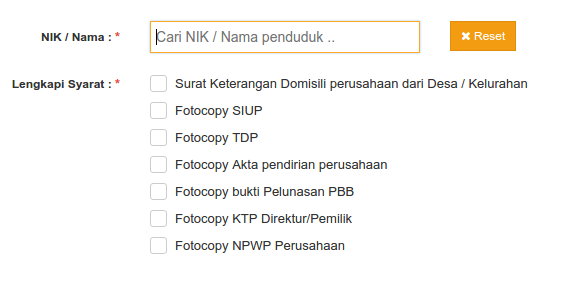 NIK / Nama : * Cari NIK / Nama penduduk .. ✖ Reset
Lengkapi Syarat : * Surat Keterangan Domisili perusahaan dari Desa / Kelurahan
Fotocopy SIUP
Fotocopy TDP
Fotocopy Akta pendirian perusahaan
Fotocopy bukti Pelunasan PBB
Fotocopy KTP Direktur/Pemilik
Fotocopy NPWP Perusahaan